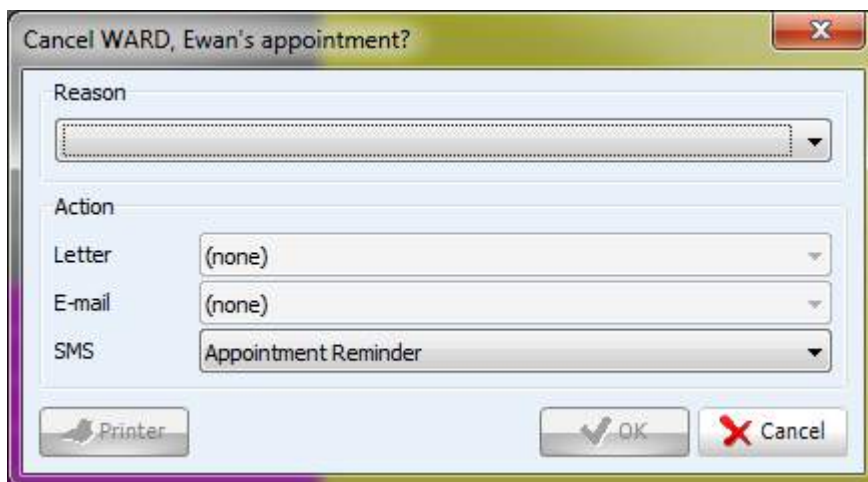 Cancel WARD, Ewan's appointment?
Reason
Action
Letter (none)
E-mail (none)
SMS Appointment Reminder
Printer OK Cancel